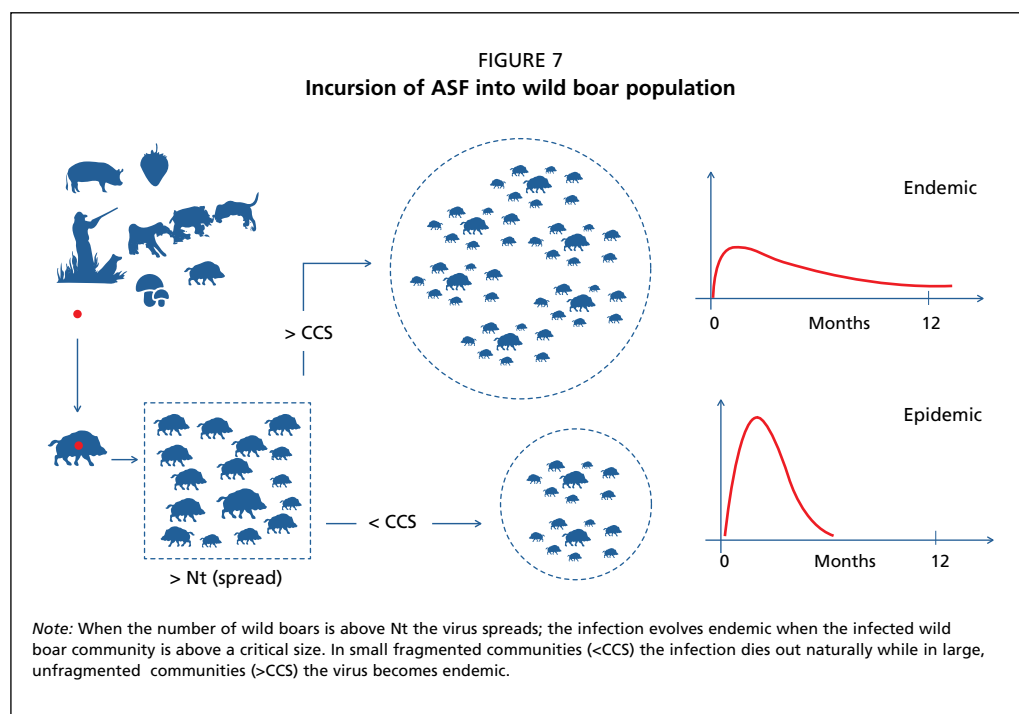 FIGURE 7
Incursion of ASF into wild boar population
Endemic
> CCS
0 Months 12
Epidemic
< CCS
0 Months 12
> Nt (spread)
Note: When the number of wild boars is above Nt the virus spreads; the infection evolves endemic when the infected wild
boar community is above a critical size. In small fragmented communities (<CCS) the infection dies out naturally while in large,
unfragmented communities (>CCS) the virus becomes endemic.